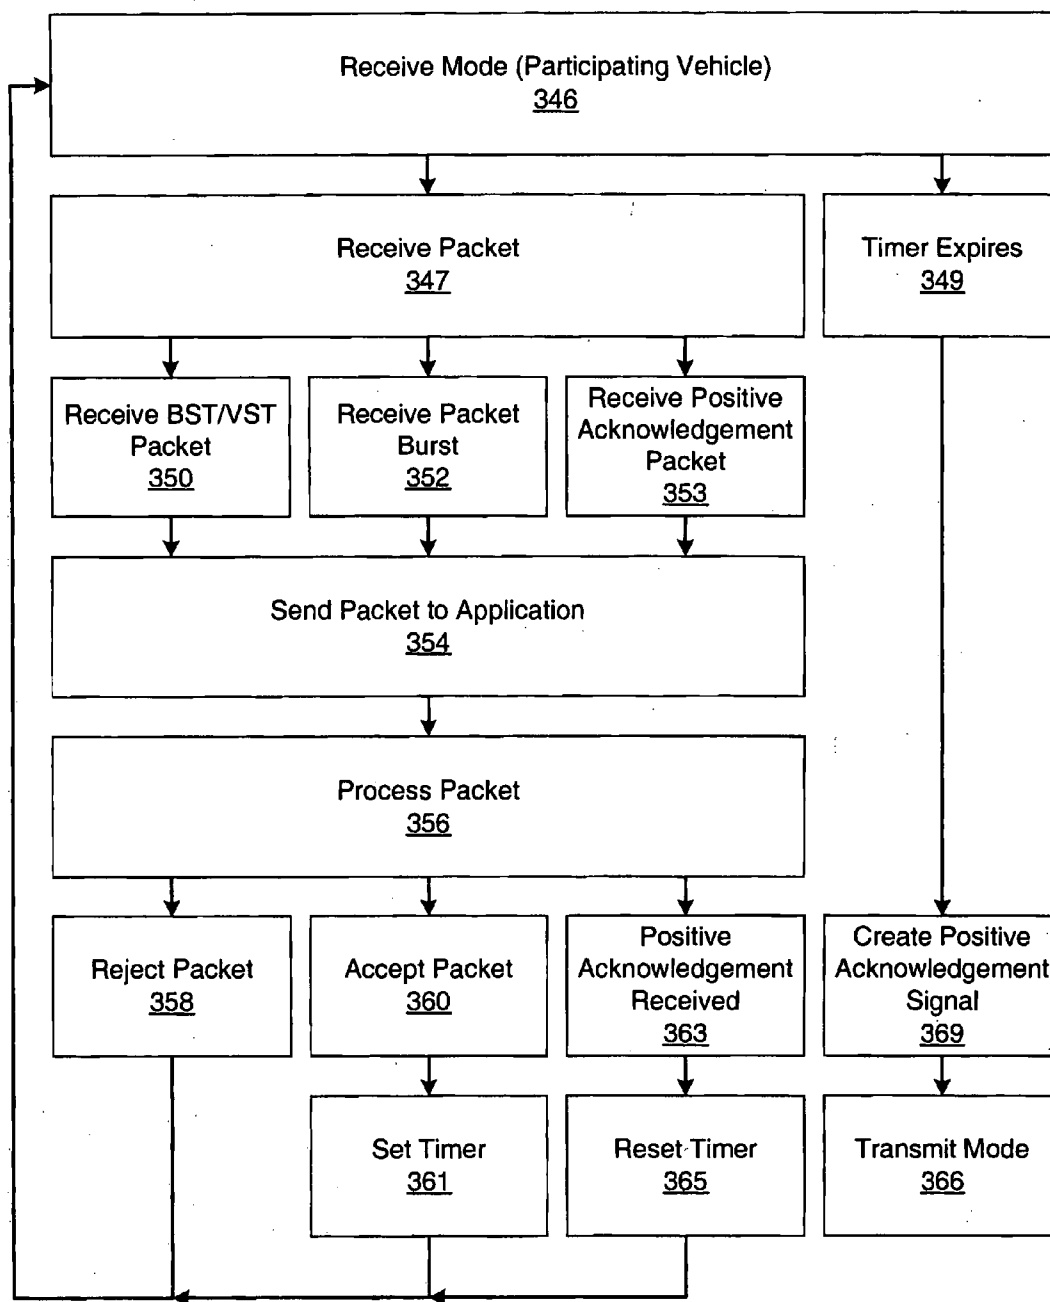 Receive Mode (Participating Vehicle)
346
Receive Packet
347
Timer Expires
349
Receive BST/VST
Packet
350
Receive Packet
Burst
352
Receive Positive
Acknowledgement
Packet
353
Send Packet to Application
354
Process Packet
356
Reject Packet
358
Accept Packet
360
Positive
Acknowledgement
Received
363
Create Positive
Acknowledgement
Signal
369
Set Timer
361
Reset Timer
365
Transmit Mode
366